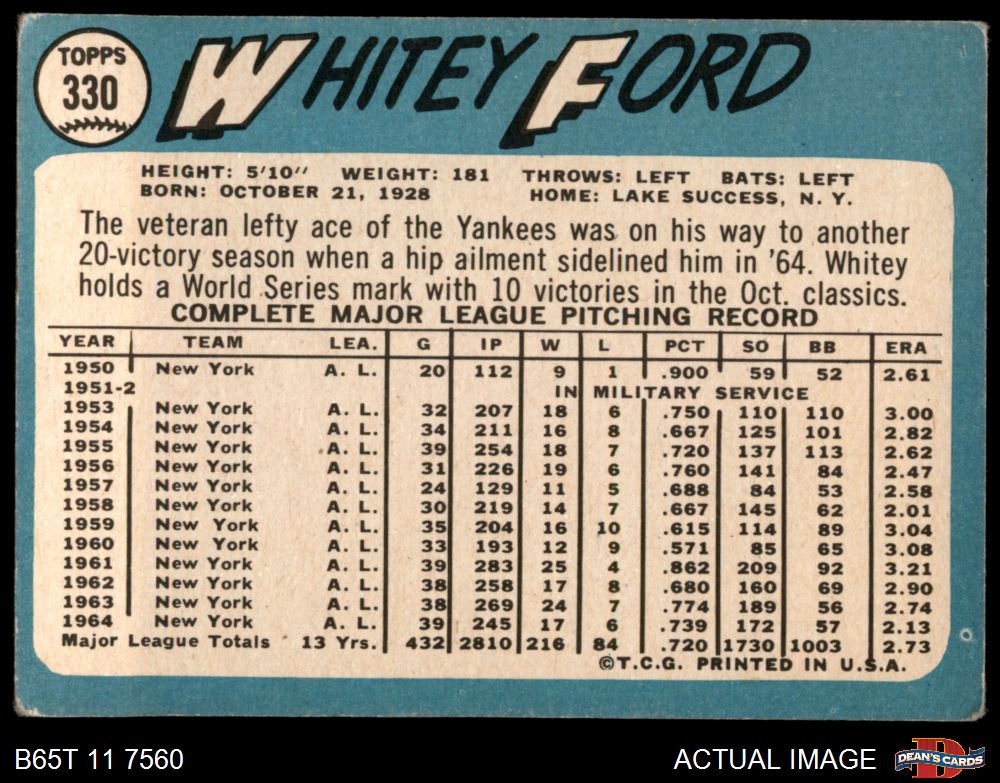 TOPPS
330
WHITEY FORD
HEIGHT: 5'10" WEIGHT: 181 THROWS: LEFT BATS: LEFT
BORN: OCTOBER 21, 1928 HOME: LAKE SUCCESS, N. Y.
The veteran lefty ace of the Yankees was on his way to another
20-victory season when a hip ailment sidelined him in '64. Whitey
holds a World Series mark with 10 victories in the Oct. classics.
COMPLETE MAJOR LEAGUE PITCHING RECORD
YEAR TEAM LEA. G IP W L PCT SO BB ERA
1950 New York A. L. 20 112 9 1 .900 59 52 2.61
1951-2 IN MILITARY SERVICE
1953 New York A. L. 32 207 18 6 .750 110 110 3.00
1954 New York A. L. 34 211 16 8 .667 125 101 2.82
1955 New York A. L. 39 254 18 7 .720 137 113 2.62
1956 New York A. L. 31 226 19 6 .760 141 84 2.47
1957 New York A. L. 24 129 11 5 .688 84 53 2.58
1958 New York A. L. 30 219 14 7 .667 145 62 2.01
1959 New York A. L. 35 204 16 10 .615 114 89 3.04
1960 New York A. L. 33 193 12 9 .571 85 65 3.08
1961 New York A. L. 39 283 25 4 .862 209 92 3.21
1962 New York A. L. 38 258 17 8 .680 160 69 2.90
1963 New York A. L. 38 269 24 7 .774 189 56 2.74
1964 New York A. L. 39 245 17 6 .739 172 57 2.13
Major League Totals 13 Yrs. 432 2810 216 84 .720 1730 1003 2.73
©T.C.G. PRINTED IN U.S.A.
B65T 11 7560 ACTUAL IMAGE DEAN'S CARDS